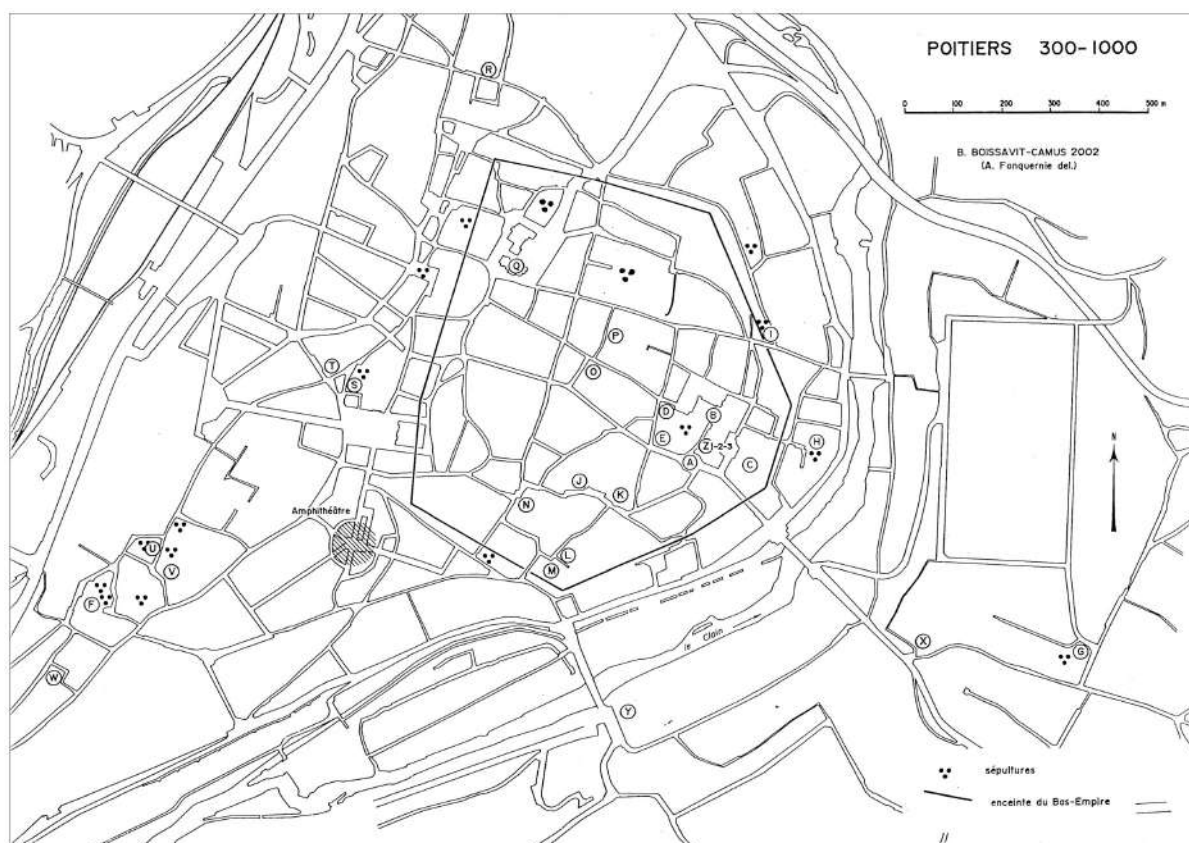 POITIERS 300-1000
0 100 200 300 400 500 m
B. BOISSAVIT-CAMUS 2002
(A. Fonquernie del.)
R
Q
I
P
T
S
O
D
B
E
Z 1-2-3
H
A
C
J
K
N
Amphithéâtre
L
M
U
V
F
W
le Clain
N
X
G
Y
sépultures
enceinte du Bas-Empire